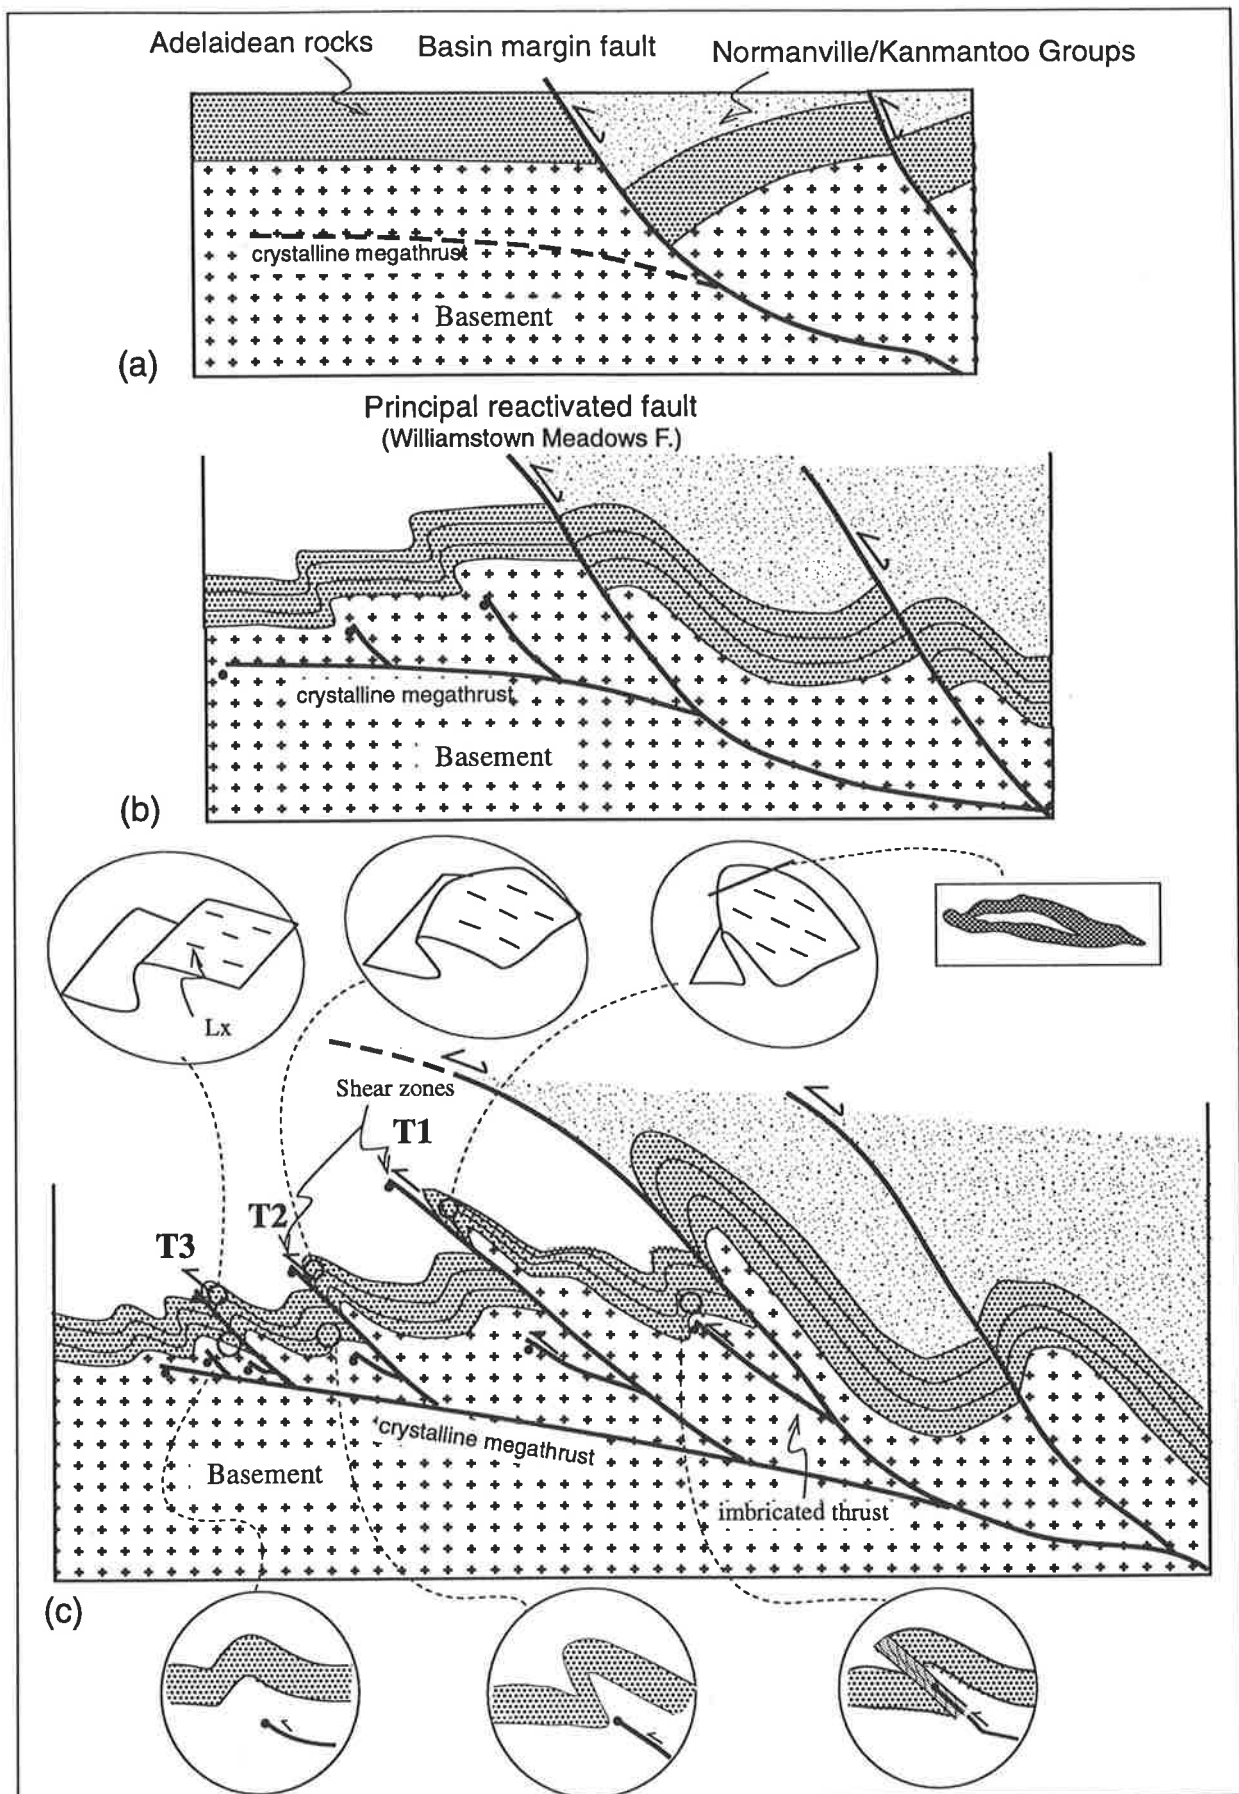 Adelaidean rocks
Basin margin fault
Normanville/Kanmantoo Groups
crystalline megathrust
Basement
(a)
Principal reactivated fault
(Williamstown Meadows F.)
crystalline megathrust
Basement
(b)
Lx
Shear zones
T1
T2
T3
crystalline megathrust
Basement
imbricated thrust
(c)